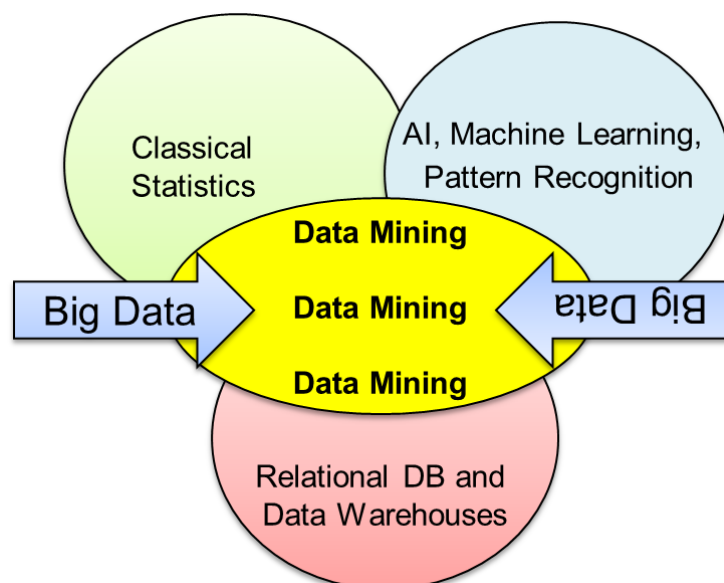 Classical
Statistics
AI, Machine Learning,
Pattern Recognition
Data Mining
Big Data
Data Mining
Big Data
Data Mining
Relational DB and
Data Warehouses